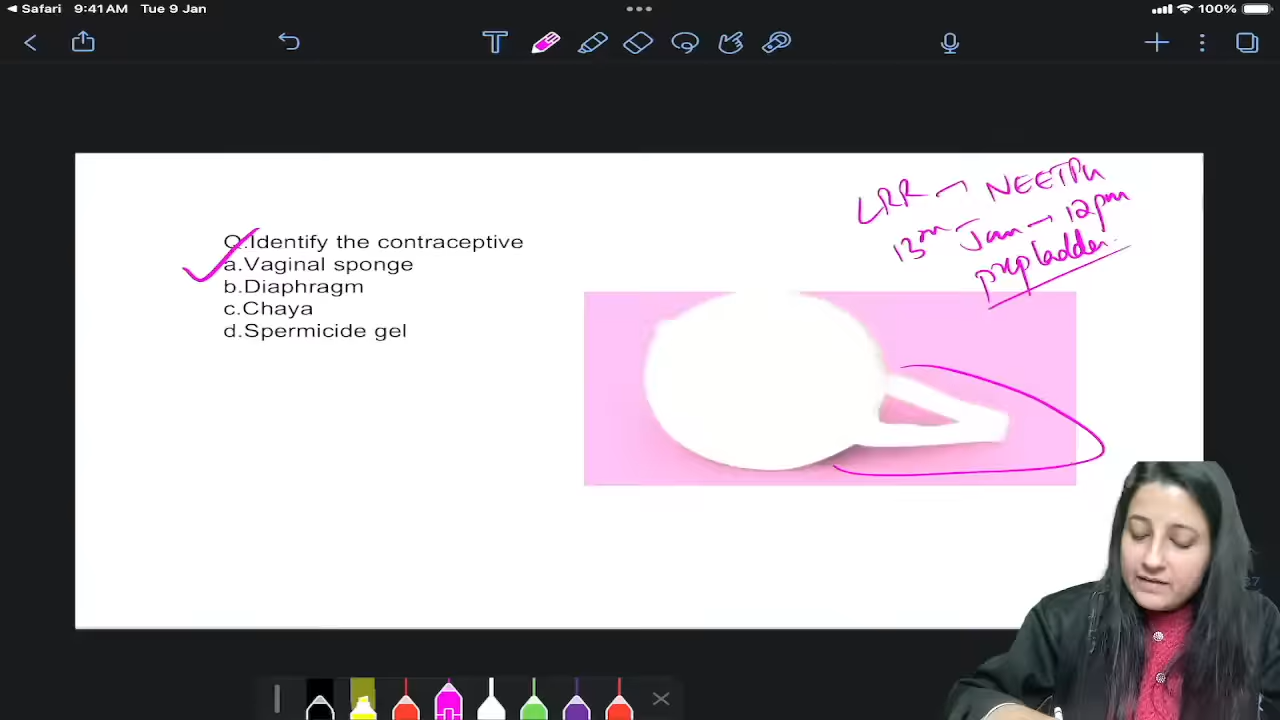 Safari 9:41 AM Tue 9 Jan
100%
LRR → NEETPG
13th Jan → 12pm
prepladder
Q.Identify the contraceptive
a.Vaginal sponge
b.Diaphragm
c.Chaya
d.Spermicide gel